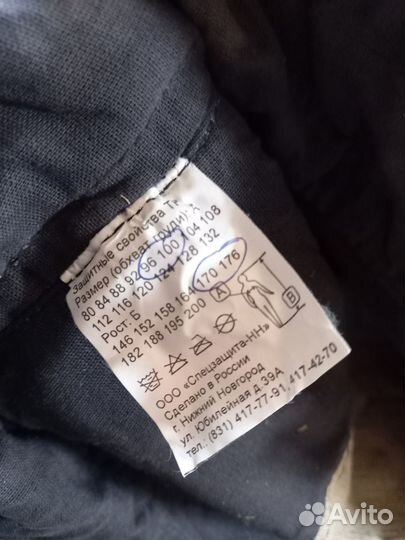 Защитные свойства Тр
Размер (обхват груди): А
80 84 88 92 96 100 104 108
112 116 120 124 128 132
Рост: Б
146 152 158 16 170 176
182 188 195 200
А
В
ООО «Спецзащита-НН»
Сделано в России
г. Нижний Новгород
ул. Юбилейная д.39А
тел.: (831) 417-77-91, 417-42-70
Avito